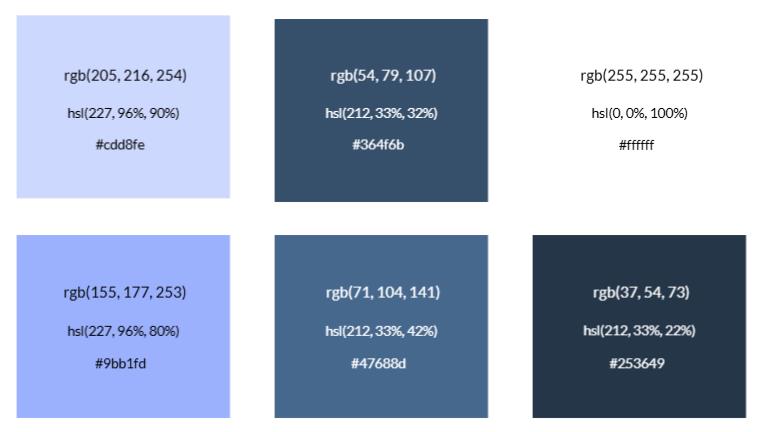 rgb(205, 216, 254)
hsl(227, 96%, 90%)
#cdd8fe
rgb(54, 79, 107)
hsl(212, 33%, 32%)
#364f6b
rgb(255, 255, 255)
hsl(0, 0%, 100%)
#ffffff
rgb(155, 177, 253)
hsl(227, 96%, 80%)
#9bb1fd
rgb(71, 104, 141)
hsl(212, 33%, 42%)
#47688d
rgb(37, 54, 73)
hsl(212, 33%, 22%)
#253649